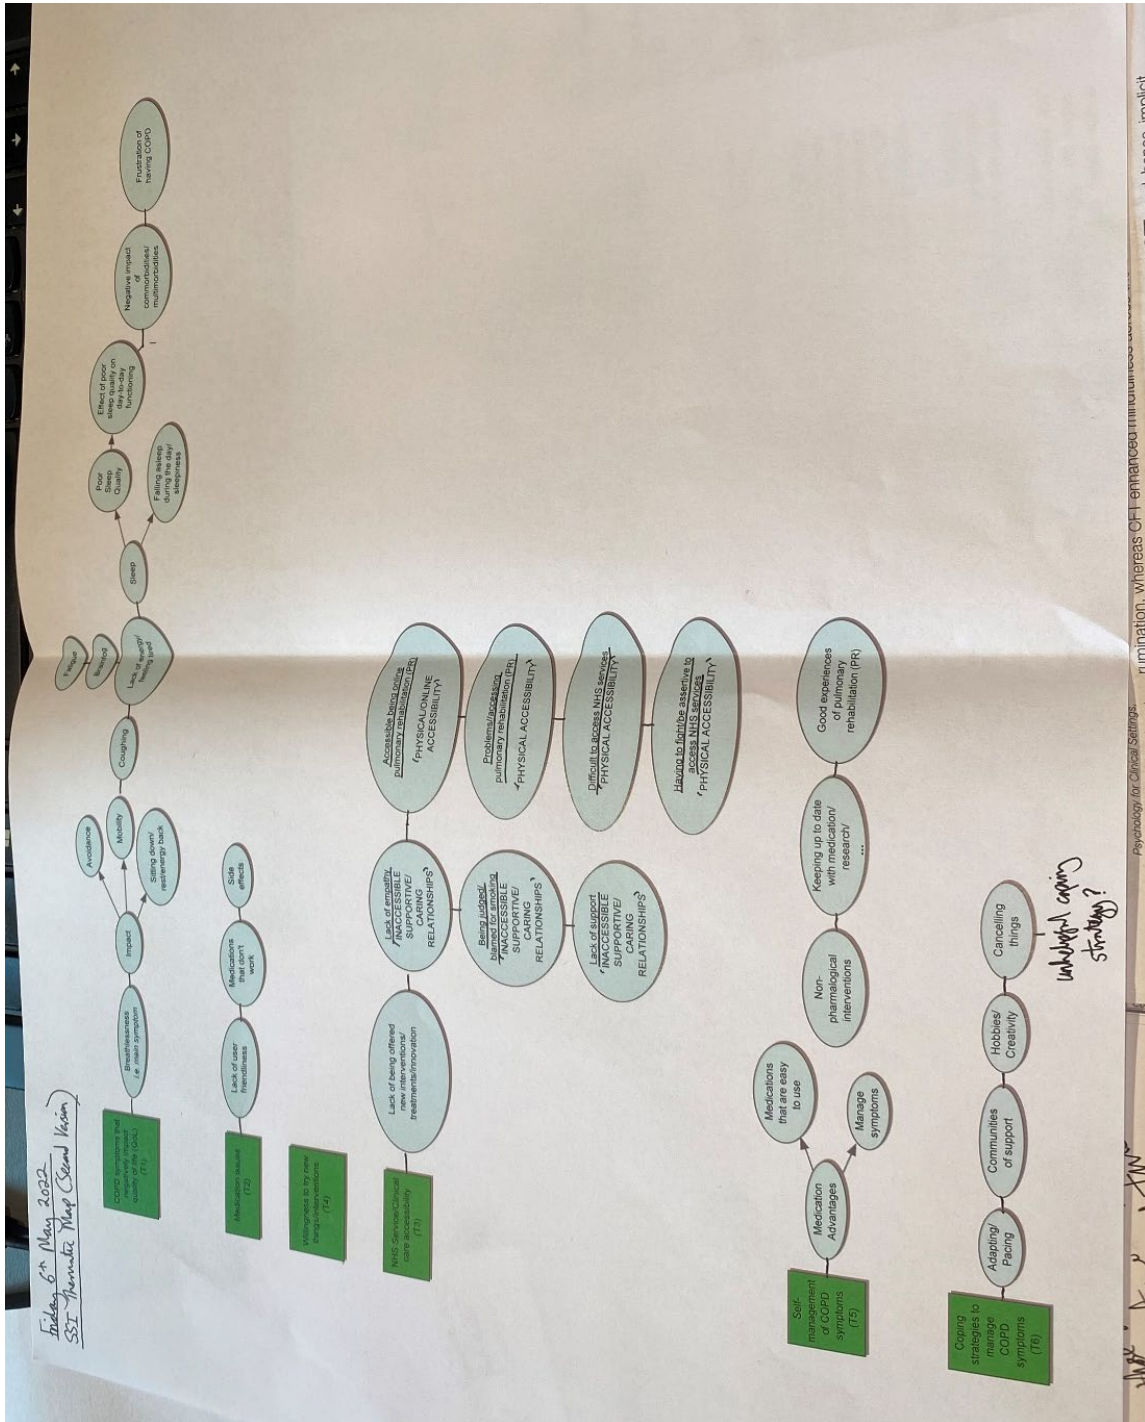 Friday 6th May 2022
SSI Thematic Map (Second Version)
COPD Symptoms that
negatively impact
quality of life (QoL)
(T1)
Breathlessness
i.e. main symptom
Impact
Avoidance
Mobility
Sitting down/
rest/energy back
Coughing
Fatigue
Brainfog
Lack of energy/
feeling tired
Sleep
Poor
Sleep
Quality
Falling asleep
during the day/
sleepiness
Effect of poor
sleep quality on
day-to-day
functioning
Negative impact
of
commorbidities/
multimorbidities
Frustration of
having COPD
Medication issues
(T2)
Lack of user
friendliness
Medications
that don't
work
Side
effects
Willingness to try new
things/interventions
(T4)
NHS Service/Clinical
care accessibility
(T3)
Lack of being offered
new interventions/
treatments/innovation
Lack of empathy
'INACCESSIBLE
SUPPORTIVE/
CARING
RELATIONSHIPS'
Being judged/
blamed for smoking
'INACCESSIBLE
SUPPORTIVE/
CARING
RELATIONSHIPS'
Lack of support
'INACCESSIBLE
SUPPORTIVE/
CARING
RELATIONSHIPS'
Accessible being online
pulmonary rehabilitation (PR)
'PHYSICAL/ONLINE
ACCESSIBILITY'
Problems//accessing
pulmonary rehabilitation (PR)
'PHYSICAL ACCESSIBILITY'
Difficult to access NHS services
'PHYSICAL ACCESSIBILITY'
Having to fight/be assertive to
access NHS services
'PHYSICAL ACCESSIBILITY'
Self-
management
of COPD
symptoms
(T5)
Medication
Advantages
Medications
that are easy
to use
Manage
symptoms
Non-
pharmalogical
interventions
Keeping up to date
with medication/
research/
...
Good experiences
of pulmonary
rehabilitation (PR)
Coping
strategies to
manage
COPD
symptoms
(T6)
Adapting/
Pacing
Communities
of support
Hobbies/
Creativity
Cancelling
things
unhelpful coping
strategy?
Psychology for Clinical Settings.
rumination, whereas CFT enhanced mindfulness across the
implicit